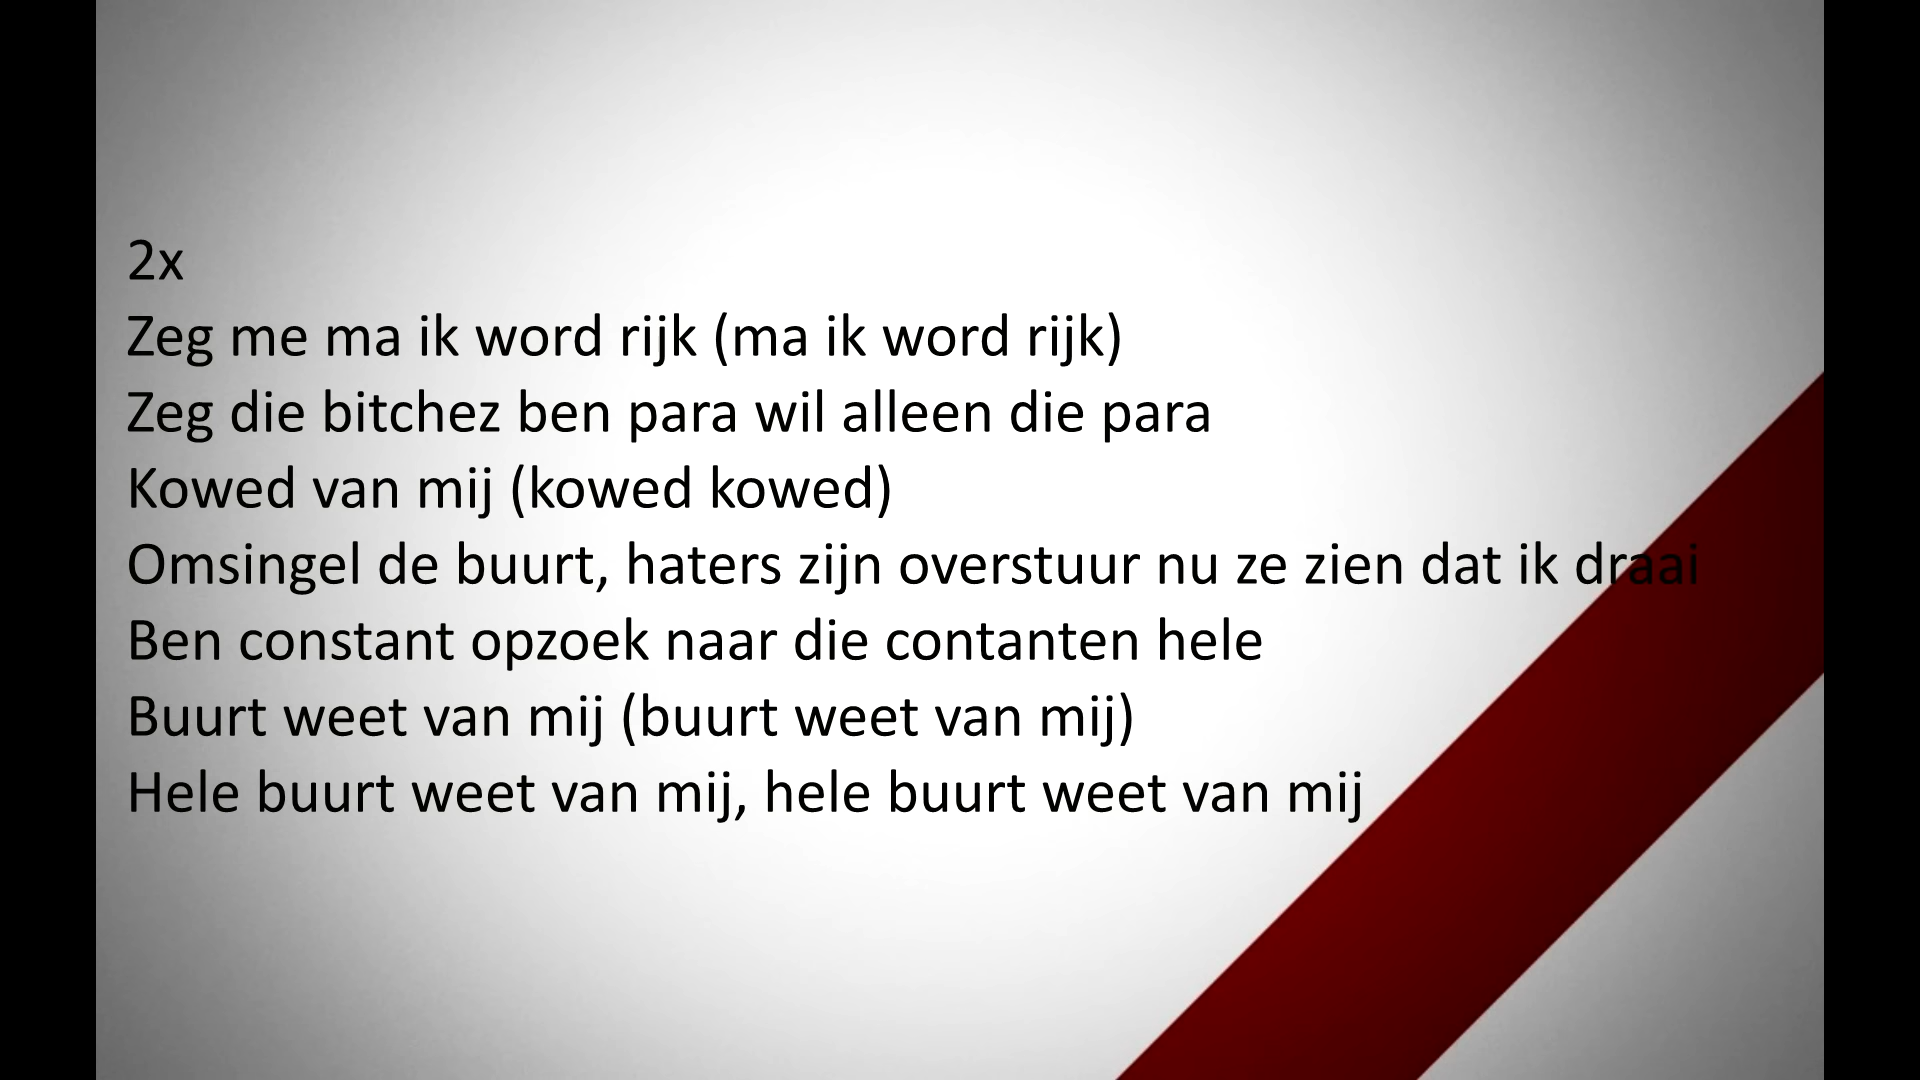 2x
Zeg me ma ik word rijk (ma ik word rijk)
Zeg die bitchez ben para wil alleen die para
Kowed van mij (kowed kowed)
Omsingel de buurt, haters zijn overstuur nu ze zien dat ik draai
Ben constant opzoek naar die contanten hele
Buurt weet van mij (buurt weet van mij)
Hele buurt weet van mij, hele buurt weet van mij